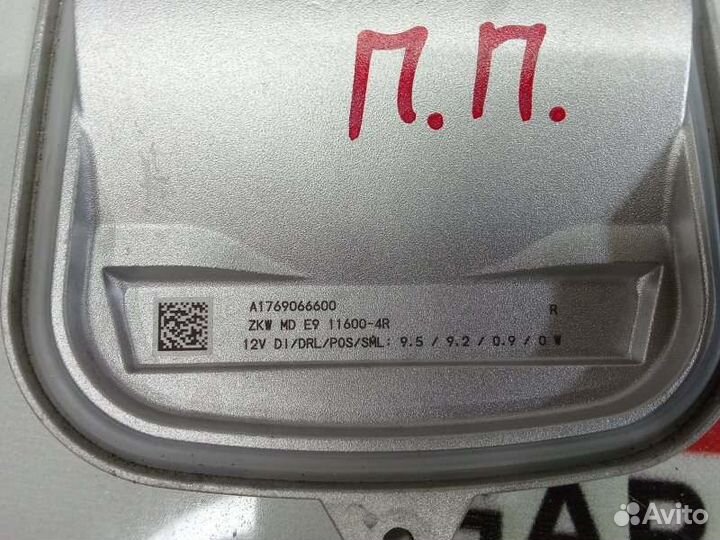 П.П.
A1769066600
R
ZKW MD E9 11600-4R
12V DI/DRL/POS/SML: 9.5 / 9.2 / 0.9 / 0 W
Avito